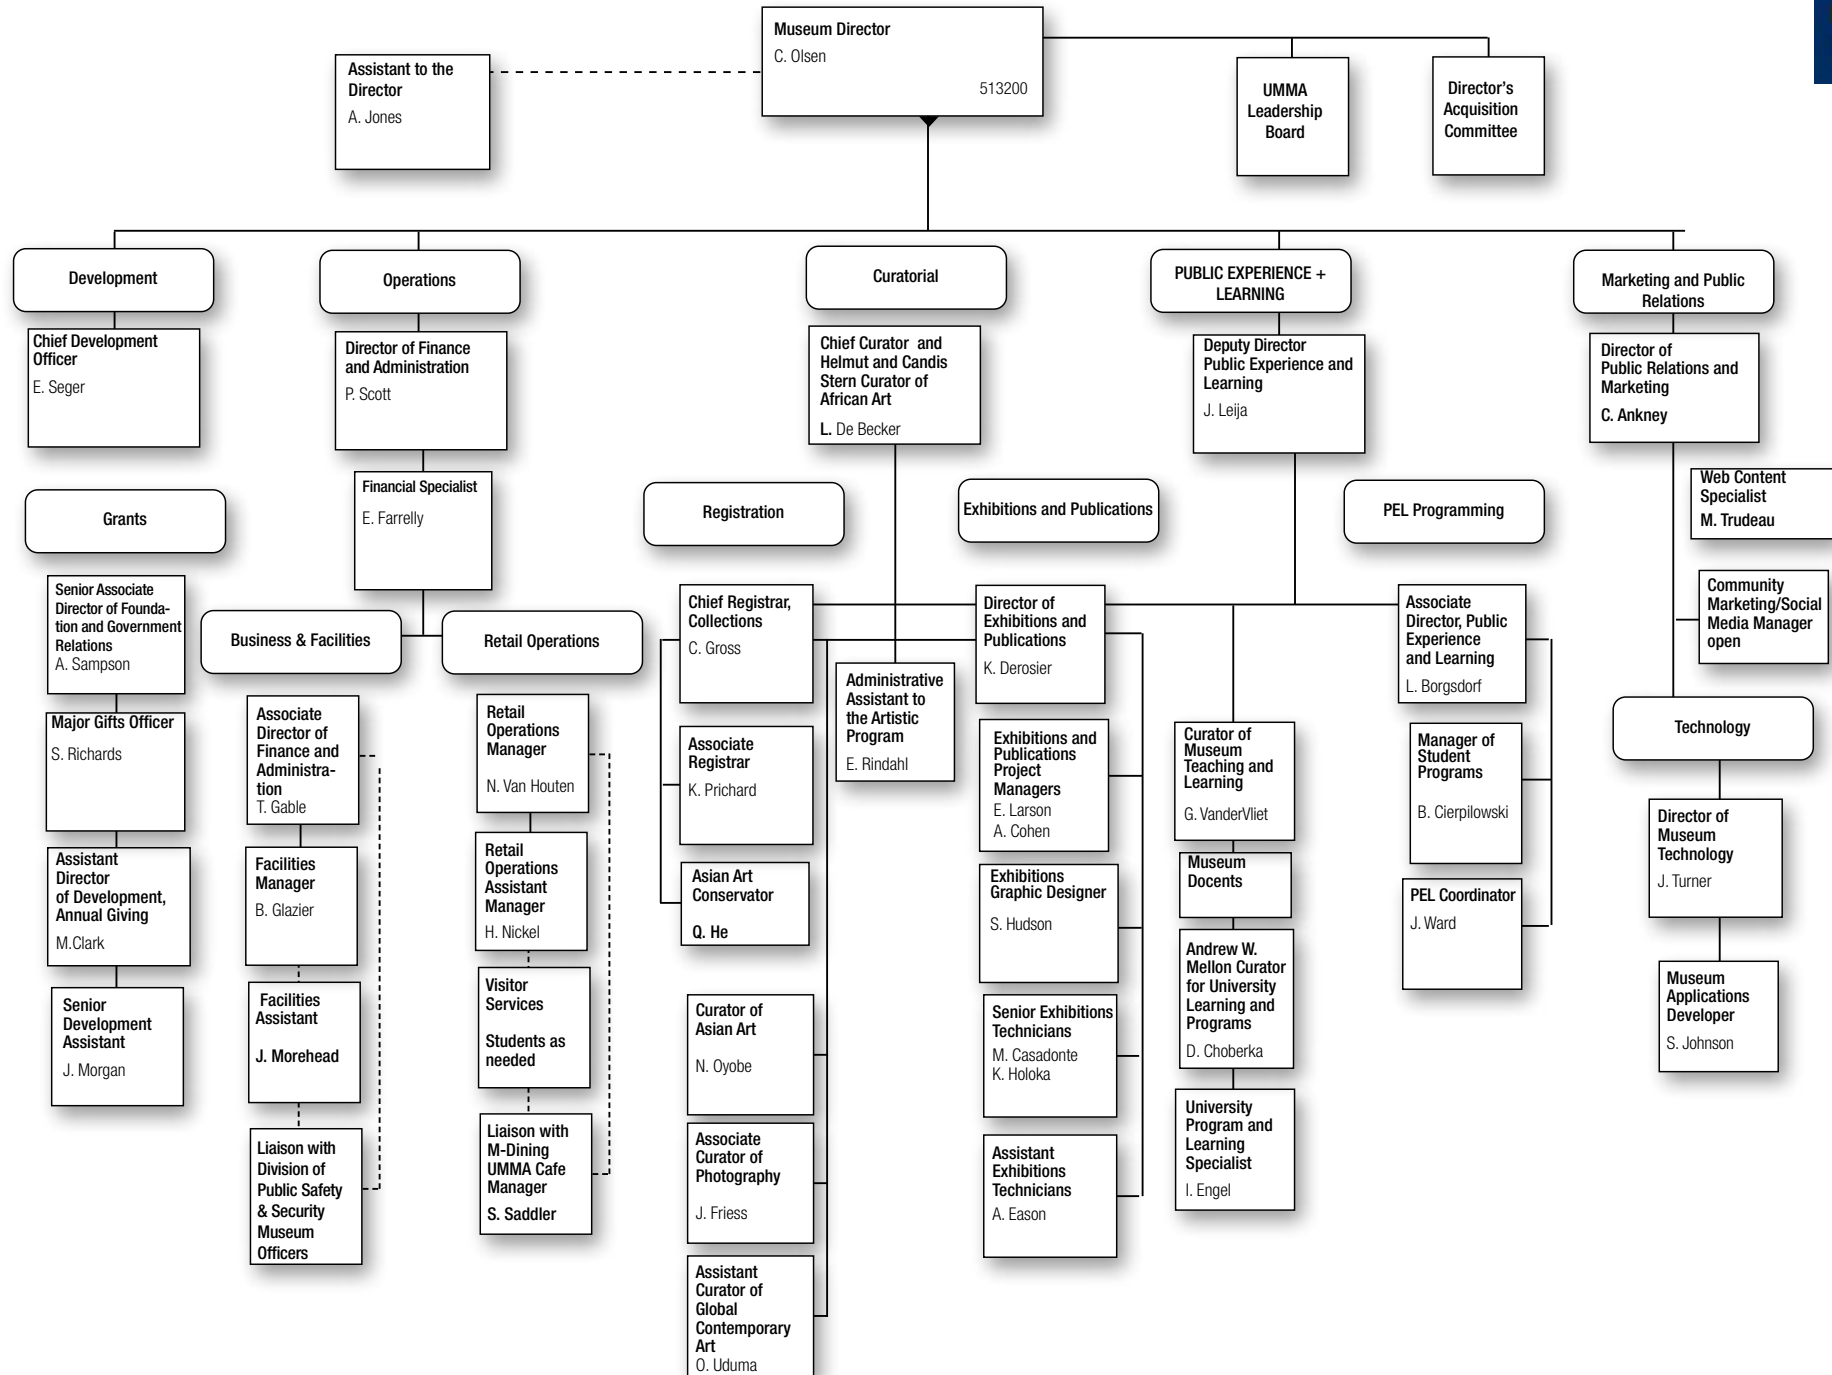 Museum Director
C. Olsen
513200
Assistant to the
Director
A. Jones
UMMA
Leadership
Board
Director’s
Acquisition
Committee
Development
Operations
Curatorial
PUBLIC EXPERIENCE +
LEARNING
Marketing and Public
Relations
Chief Development
Officer
E. Seger
Director of Finance
and Administration
P. Scott
Chief Curator and
Helmut and Candis
Stern Curator of
African Art
L. De Becker
Deputy Director
Public Experience and
Learning
J. Leija
Director of
Public Relations and
Marketing
C. Ankney
Grants
Financial Specialist
E. Farrelly
Registration
Exhibitions and Publications
PEL Programming
Web Content
Specialist
M. Trudeau
Community
Marketing/Social
Media Manager
open
Senior Associate
Director of Founda-
tion and Government
Relations
A. Sampson
Major Gifts Officer
S. Richards
Assistant
Director
of Development,
Annual Giving
M.Clark
Senior
Development
Assistant
J. Morgan
Business & Facilities
Retail Operations
Associate
Director of
Finance and
Administra-
tion
T. Gable
Facilities
Manager
B. Glazier
Facilities
Assistant
J. Morehead
Liaison with
Division of
Public Safety
& Security
Museum
Officers
Retail
Operations
Manager
N. Van Houten
Retail
Operations
Assistant
Manager
H. Nickel
Visitor
Services
Students as
needed
Liaison with
M-Dining
UMMA Cafe
Manager
S. Saddler
Chief Registrar,
Collections
C. Gross
Associate
Registrar
K. Prichard
Asian Art
Conservator
Q. He
Curator of
Asian Art
N. Oyobe
Associate
Curator of
Photography
J. Friess
Assistant
Curator of
Global
Contemporary
Art
O. Uduma
Administrative
Assistant to
the Artistic
Program
E. Rindahl
Director of
Exhibitions and
Publications
K. Derosier
Exhibitions and
Publications
Project
Managers
E. Larson
A. Cohen
Exhibitions
Graphic Designer
S. Hudson
Senior Exhibitions
Technicians
M. Casadonte
K. Holoka
Assistant
Exhibitions
Technicians
A. Eason
Curator of
Museum
Teaching and
Learning
G. VanderVliet
Museum
Docents
Andrew W.
Mellon Curator
for University
Learning and
Programs
D. Choberka
University
Program and
Learning
Specialist
I. Engel
Associate
Director, Public
Experience
and Learning
L. Borgsdorf
Manager of
Student
Programs
B. Cierpilowski
PEL Coordinator
J. Ward
Technology
Director of
Museum
Technology
J. Turner
Museum
Applications
Developer
S. Johnson